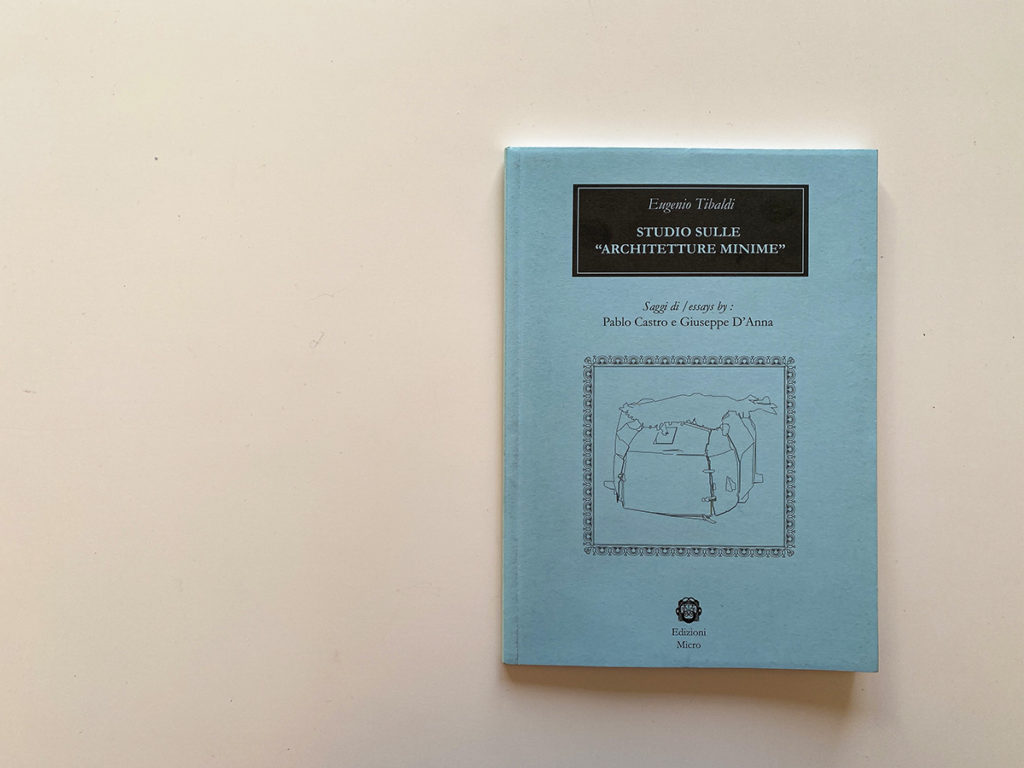 Eugenio Tibaldi
STUDIO SULLE
“ARCHITETTURE MINIME”
Saggi di / essays by :
Pablo Castro e Giuseppe D’Anna
Edizioni
Micro